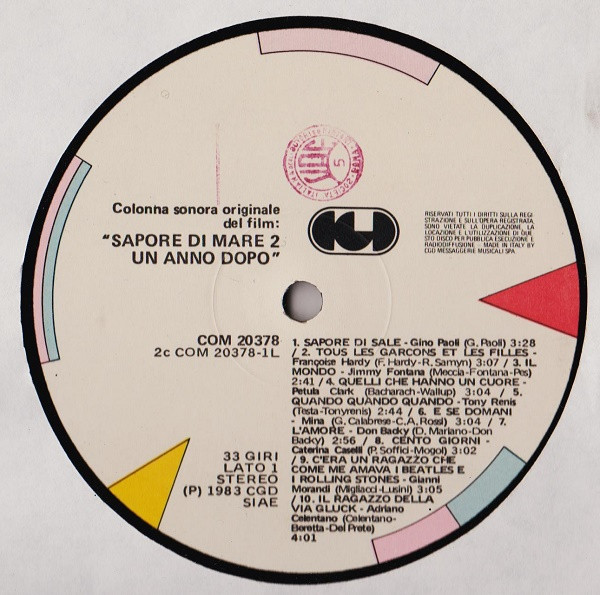 Colonna sonora originale
del film:
"SAPORE DI MARE 2
UN ANNO DOPO"
RISERVATI TUTTI I DIRITTI SULLA REGI
STRAZIONE E SULL'OPERA REGISTRATA,
SONO VIETATE LA DUPLICAZIONE, LA
LOCAZIONE E L'UTILIZZAZIONE DI QUE
STO DISCO PER PUBBLICA ESECUZIONE E
RADIODIFFUSIONE MADE IN ITALY BY
CGD MESSAGGERIE MUSICALI SPA
COM 20378
2c COM 20378-1L
1. SAPORE DI SALE - Gino Paoli (G. Paoli) 3:28
/ 2. TOUS LES GARCONS ET LES FILLES -
Françoise Hardy (F. Hardy-R. Samyn) 3:07 / 3. IL
MONDO - Jimmy Fontana (Meccia-Fontana-Pes)
2:41 / 4. QUELLI CHE HANNO UN CUORE -
Petula Clark (Bacharach-Wallup) 3:04 / 5.
QUANDO QUANDO QUANDO - Tony Renis
(Testa-Tonyrenis) 2:44 / 6. E SE DOMANI
- Mina (G. Calabrese-C.A. Rossi) 3:04 / 7.
L'AMORE - Don Backy (D. Mariano-Don
Backy) 2:56 / 8. CENTO GIORNI -
Caterina Caselli (P. Soffici-Mogol) 3:02
/ 9. C'ERA UN RAGAZZO CHE
COME ME AMAVA I BEATLES E
I ROLLING STONES - Gianni
Morandi (Migliacci-Lusini) 3:05
/10. IL RAGAZZO DELLA
VIA GLUCK - Adriano
Celentano (Celentano-
Beretta-Del Prete)
4:01
33 GIRI
LATO 1
STEREO
(P) 1983 CGD
SIAE